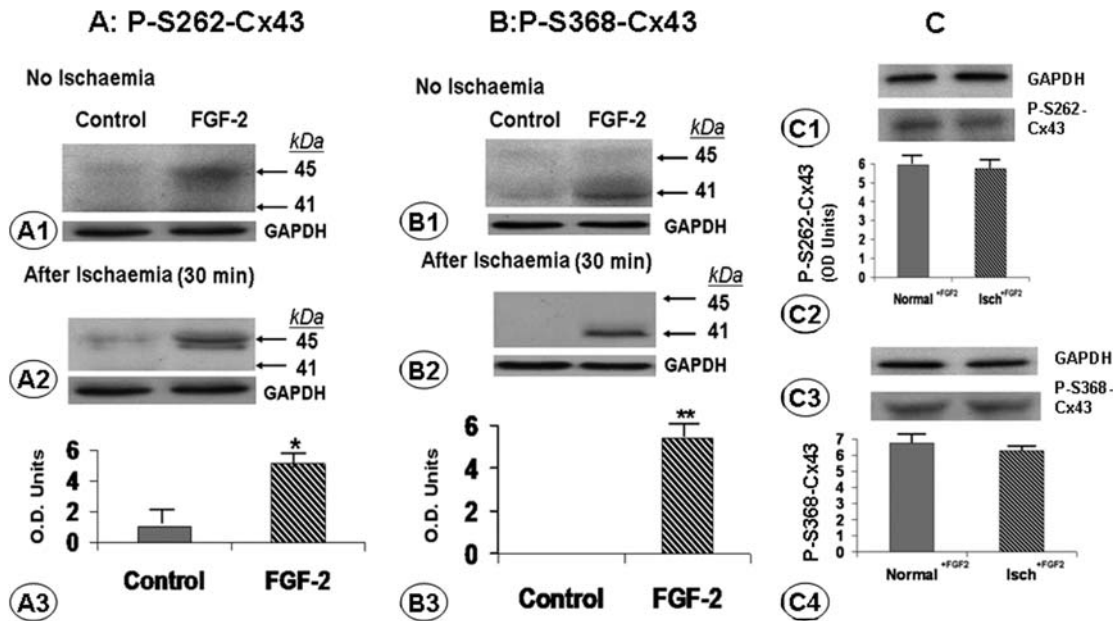 A: P-S262-Cx43
No Ischaemia
Control FGF-2
kDa
45
41
GAPDH
A1
After Ischaemia (30 min)
kDa
45
41
GAPDH
A2
O.D. Units
6
4
2
0
*
Control FGF-2
A3
B:P-S368-Cx43
No Ischaemia
Control FGF-2
kDa
45
41
GAPDH
B1
After Ischaemia (30 min)
kDa
45
41
GAPDH
B2
O.D. Units
6
4
2
0
**
Control FGF-2
B3
C
GAPDH
P-S262-
Cx43
C1
P-S262-Cx43
(OD Units)
6
5
4
3
2
1
0
Normal +FGF2 Isch+FGF2
C2
GAPDH
P-S368-
Cx43
C3
P-S368-Cx43
7
6
5
4
3
2
1
0
Normal +FGF2 Isch+FGF2
C4